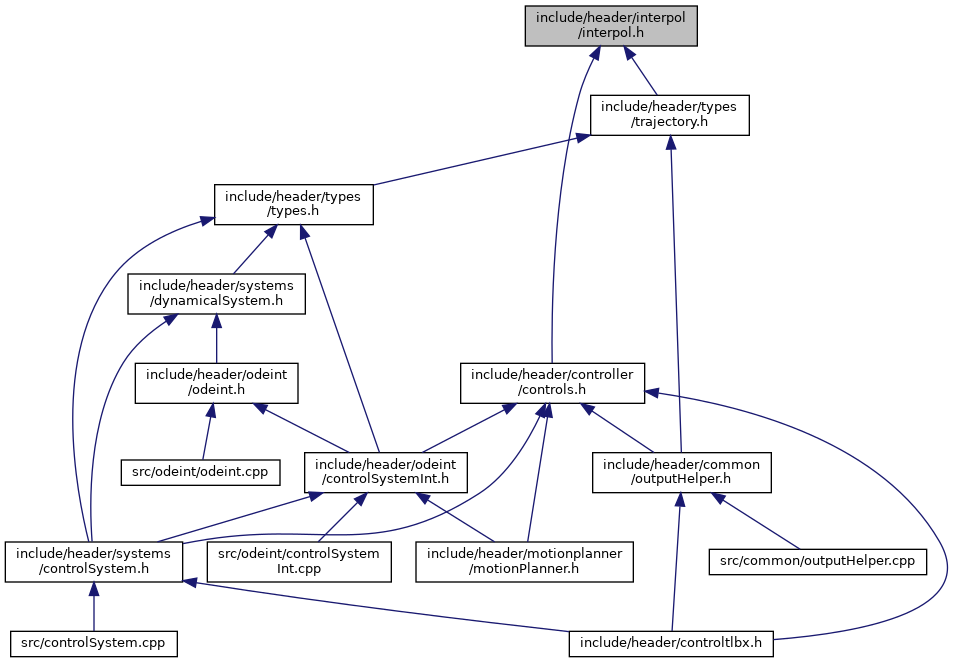 include/header/interpol
/interpol.h
include/header/types
/trajectory.h
include/header/types
/types.h
include/header/systems
/dynamicalSystem.h
include/header/odeint
/odeint.h
include/header/controller
/controls.h
src/odeint/odeint.cpp
include/header/odeint
/controlSystemInt.h
include/header/common
/outputHelper.h
include/header/systems
/controlSystem.h
src/odeint/controlSystem
Int.cpp
include/header/motionplanner
/motionPlanner.h
src/common/outputHelper.cpp
src/controlSystem.cpp
include/header/controltlbx.h